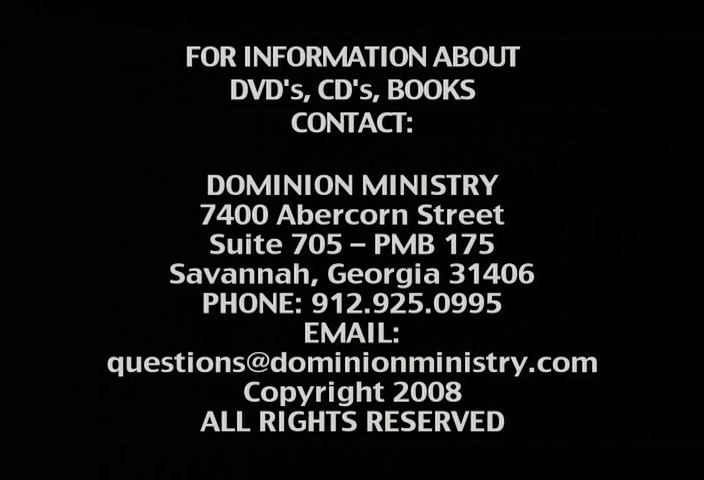 FOR INFORMATION ABOUT
DVD's, CD's, BOOKS
CONTACT:
DOMINION MINISTRY
7400 Abercorn Street
Suite 705 – PMB 175
Savannah, Georgia 31406
PHONE: 912.925.0995
EMAIL:
questions@dominionministry.com
Copyright 2008
ALL RIGHTS RESERVED